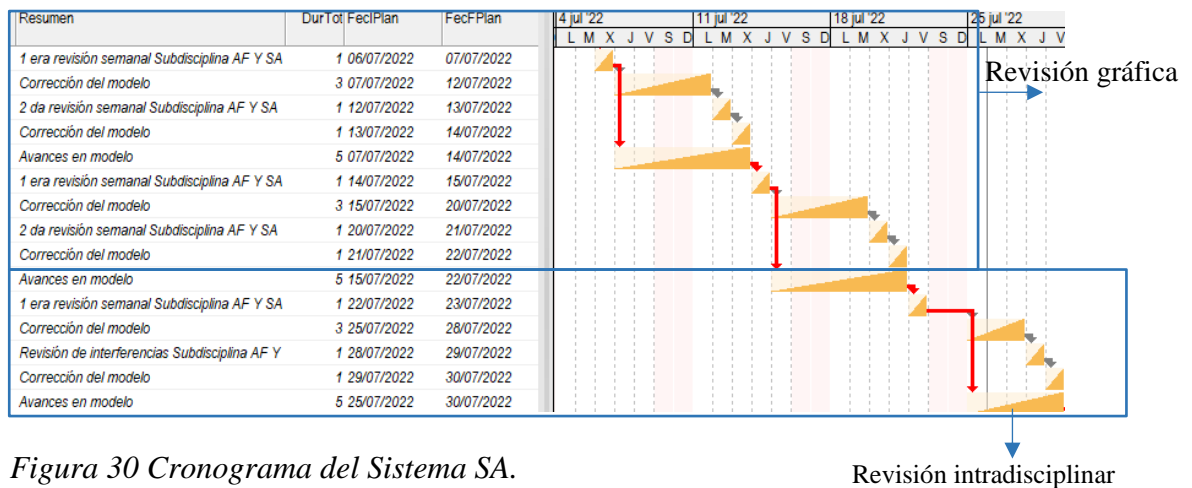 Resumen DurTot FecIPlan FecFPlan 4 jul '22 11 jul '22 18 jul '22 25 jul '22
L M X J V S D L M X J V S D L M X J V S D L M X J V
1 era revisión semanal Subdisciplina AF Y SA 1 06/07/2022 07/07/2022
Corrección del modelo 3 07/07/2022 12/07/2022
2 da revisión semanal Subdisciplina AF Y SA 1 12/07/2022 13/07/2022
Corrección del modelo 1 13/07/2022 14/07/2022
Avances en modelo 5 07/07/2022 14/07/2022
1 era revisión semanal Subdisciplina AF Y SA 1 14/07/2022 15/07/2022
Corrección del modelo 3 15/07/2022 20/07/2022
2 da revisión semanal Subdisciplina AF Y SA 1 20/07/2022 21/07/2022
Corrección del modelo 1 21/07/2022 22/07/2022
Avances en modelo 5 15/07/2022 22/07/2022
1 era revisión semanal Subdisciplina AF Y SA 1 22/07/2022 23/07/2022
Corrección del modelo 3 25/07/2022 28/07/2022
Revisión de interferencias Subdisciplina AF Y 1 28/07/2022 29/07/2022
Corrección del modelo 1 29/07/2022 30/07/2022
Avances en modelo 5 25/07/2022 30/07/2022
Revisión gráfica
Revisión intradisciplinar
Figura 30 Cronograma del Sistema SA.